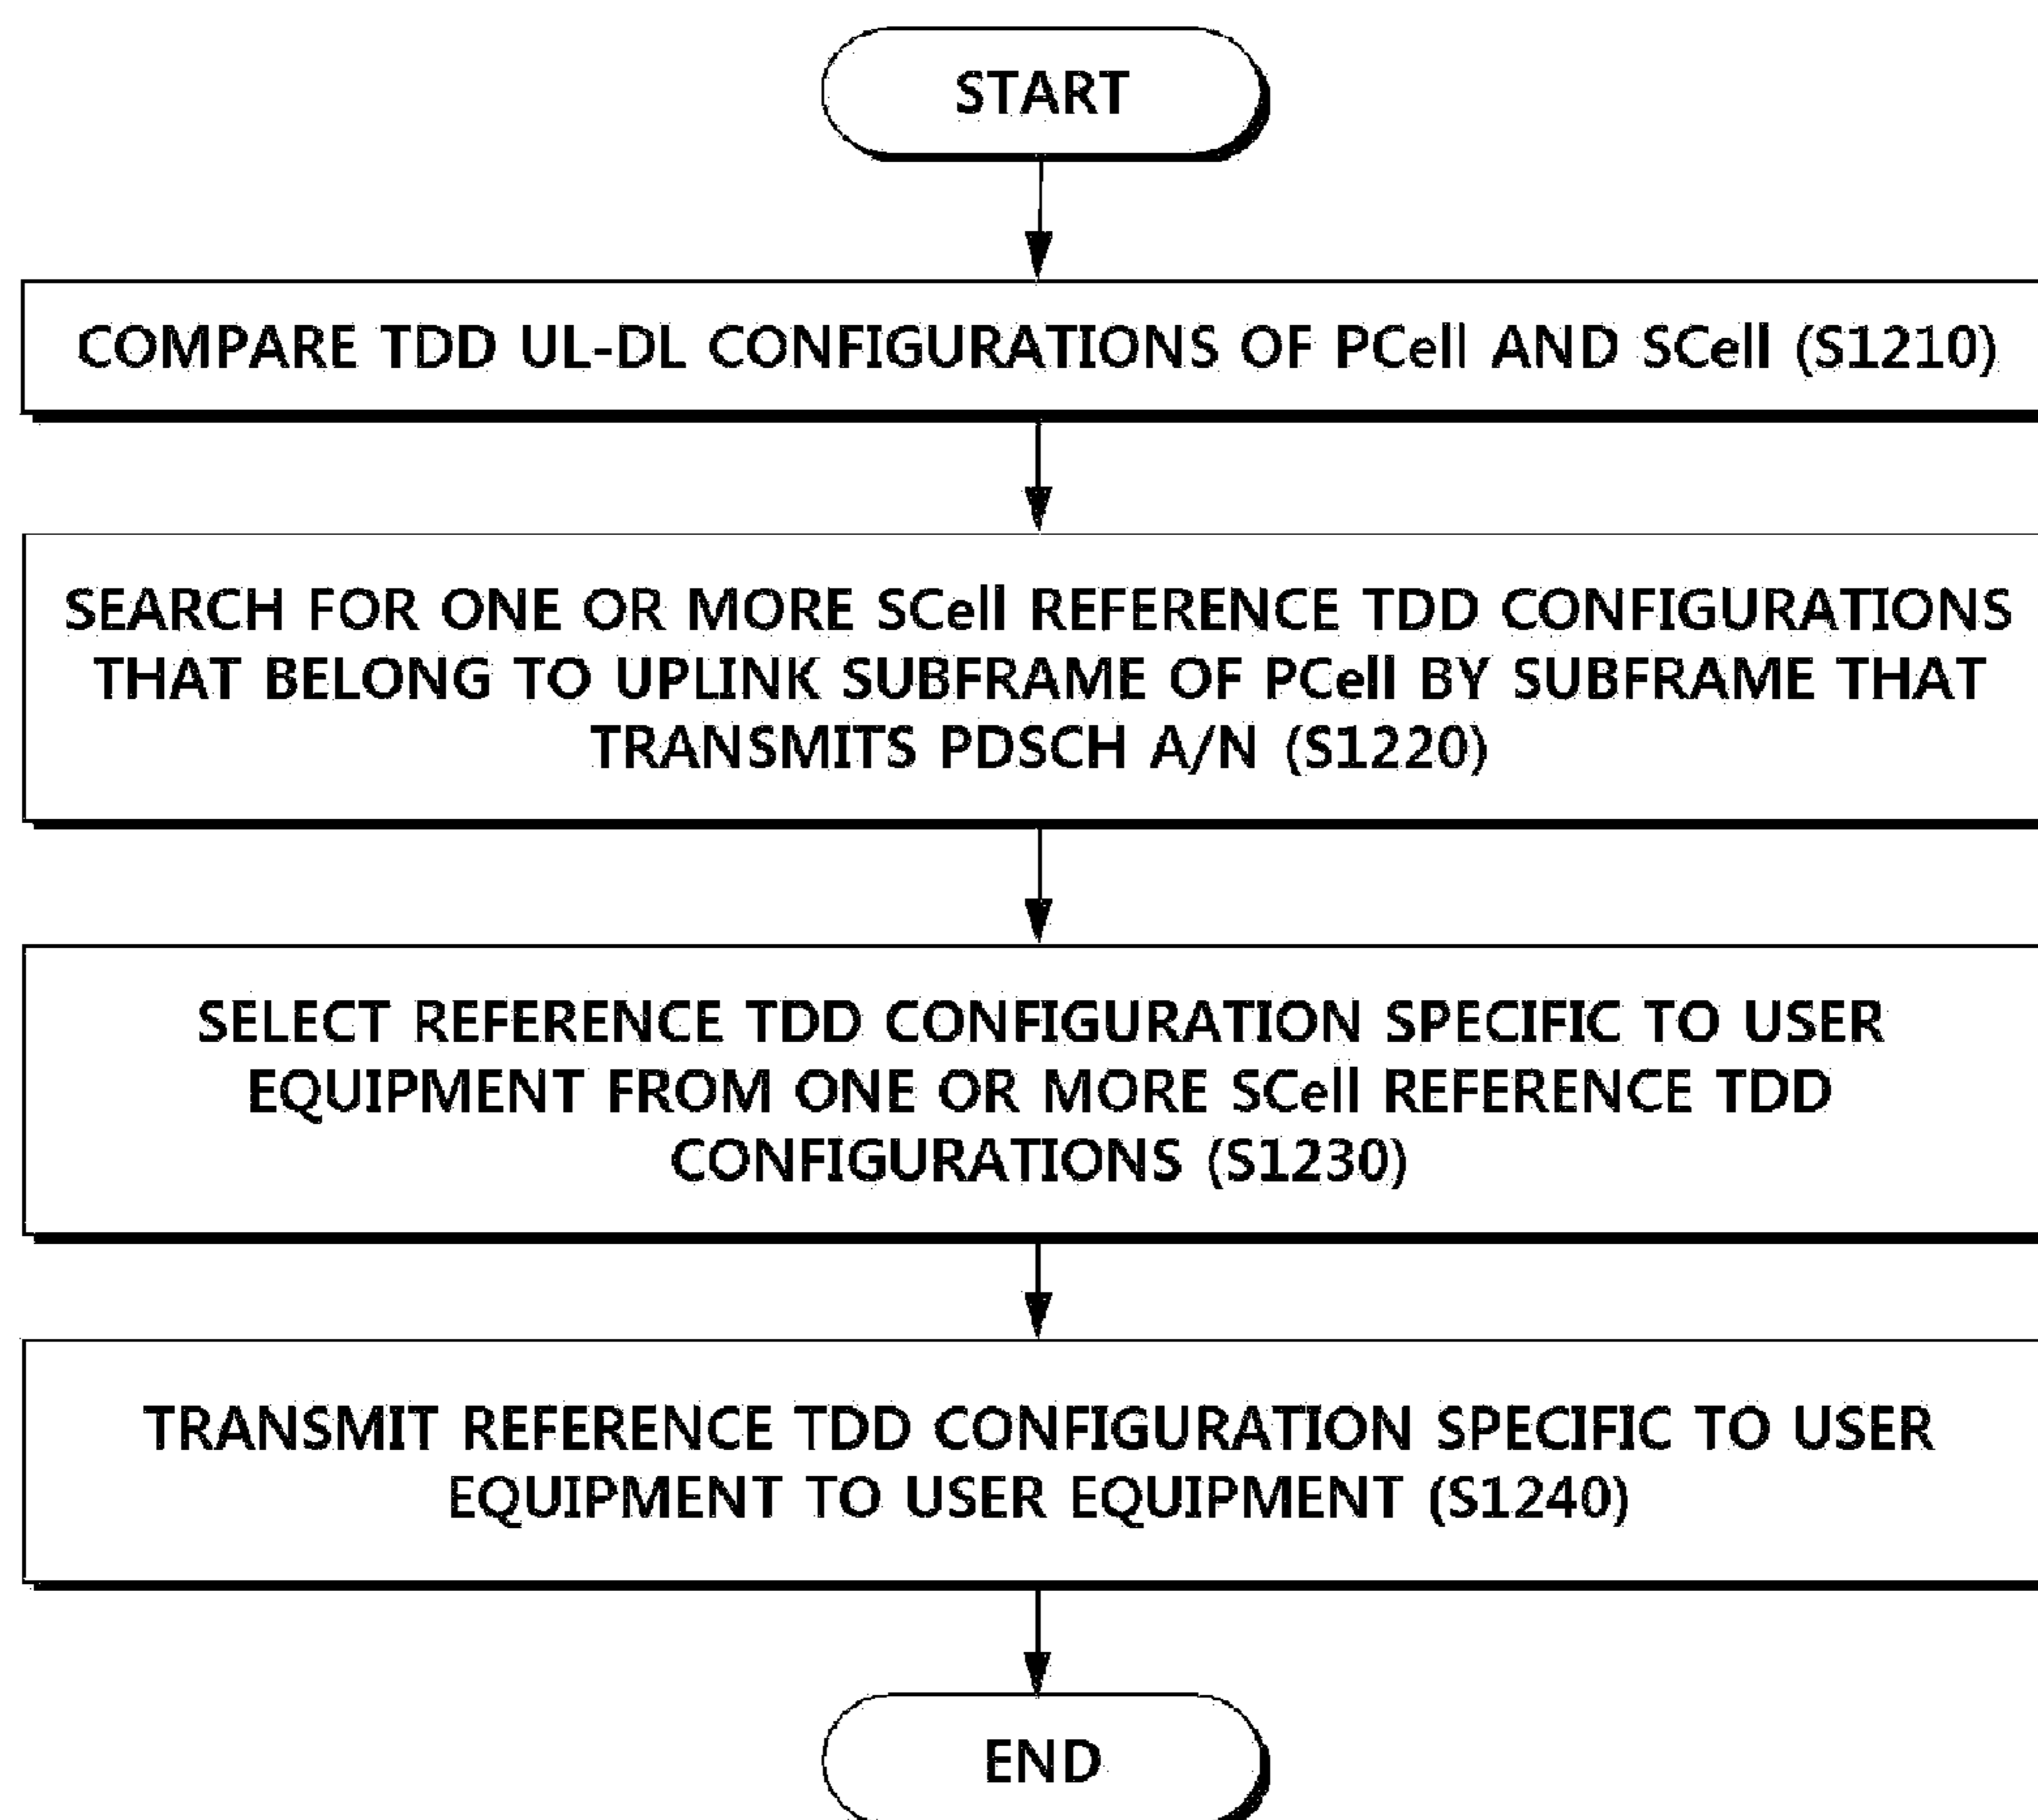 START
COMPARE TDD UL-DL CONFIGURATIONS OF PCell AND SCell (S1210)
SEARCH FOR ONE OR MORE SCell REFERENCE TDD CONFIGURATIONS
THAT BELONG TO UPLINK SUBFRAME OF PCell BY SUBFRAME THAT
TRANSMITS PDSCH A/N (S1220)
SELECT REFERENCE TDD CONFIGURATION SPECIFIC TO USER
EQUIPMENT FROM ONE OR MORE SCell REFERENCE TDD
CONFIGURATIONS (S1230)
TRANSMIT REFERENCE TDD CONFIGURATION SPECIFIC TO USER
EQUIPMENT TO USER EQUIPMENT (S1240)
END